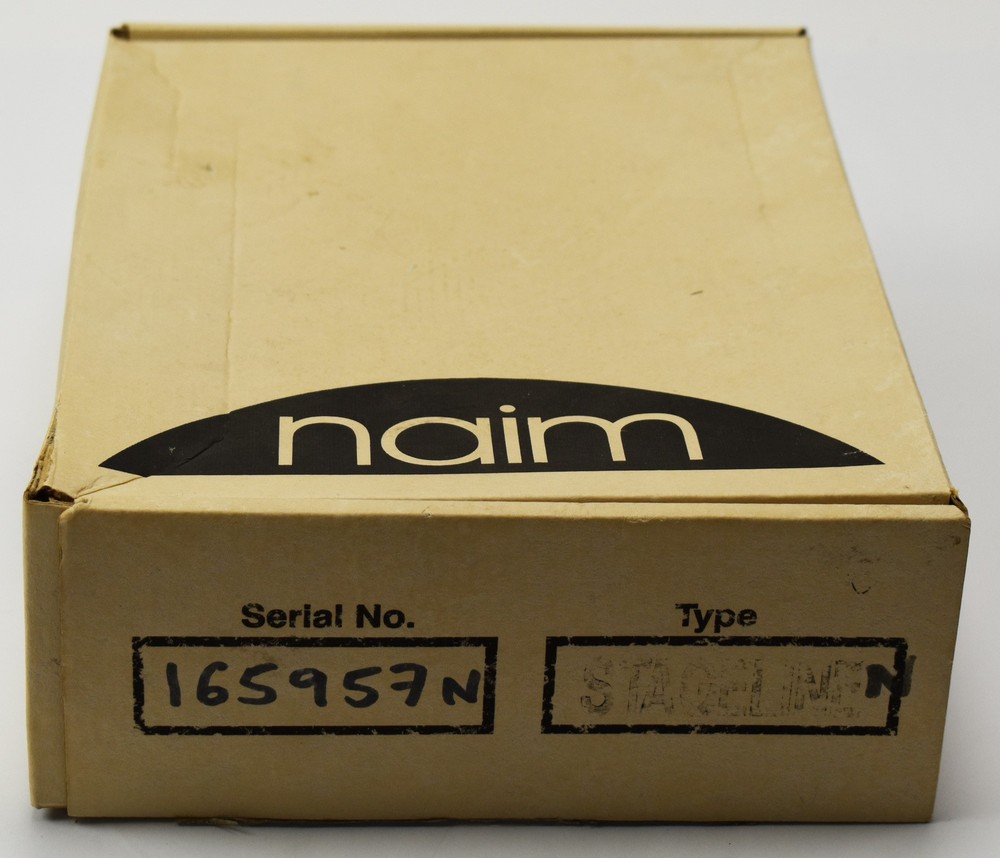 naim
Serial No. Type
165957N STAGELINE N